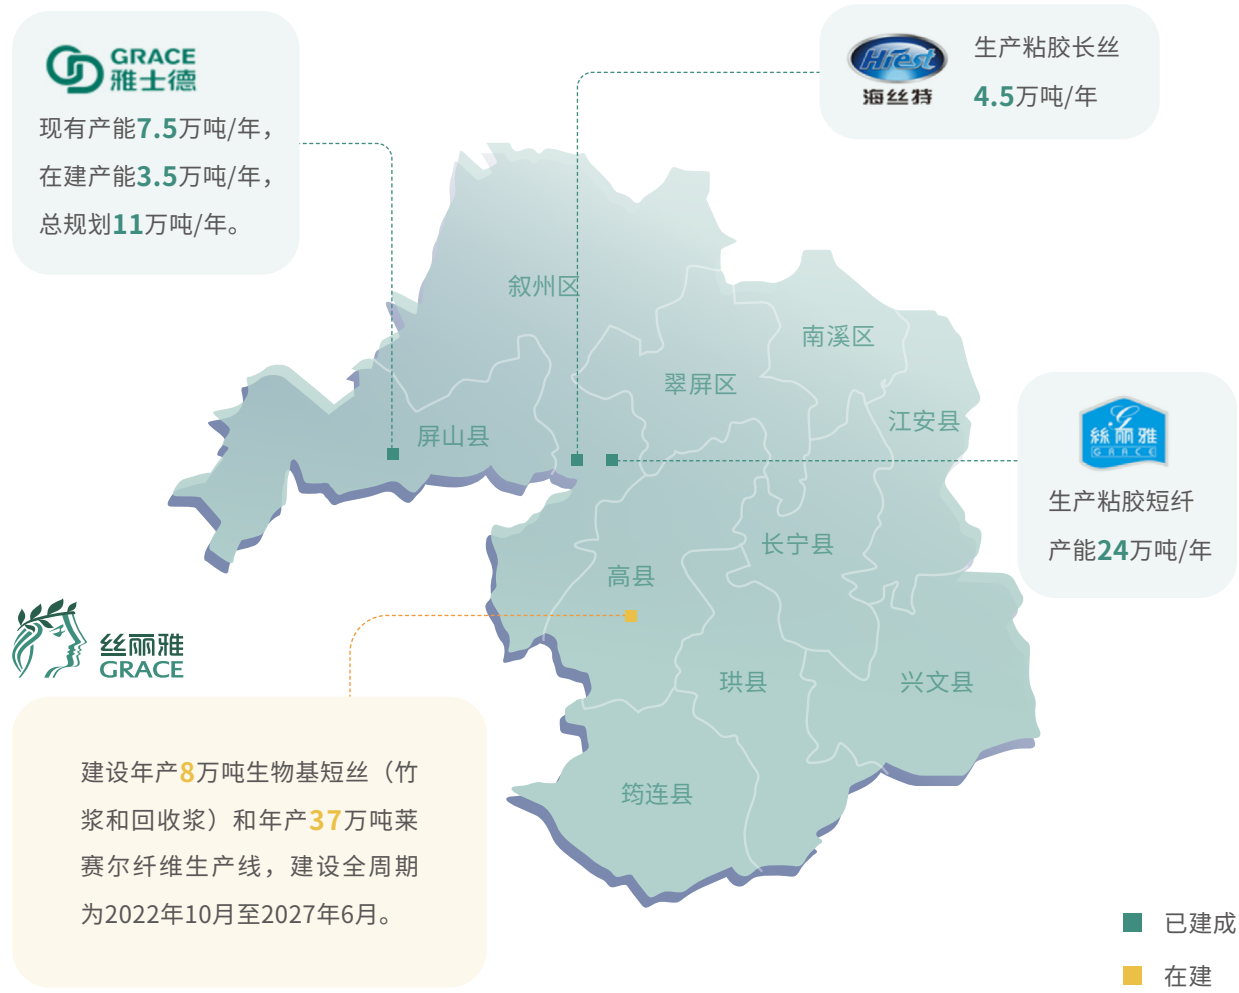 GRACE
雅士德
现有产能7.5万吨/年，
在建产能3.5万吨/年，
总规划11万吨/年。
HiEst
海丝特
生产粘胶长丝
4.5万吨/年
叙州区
南溪区
翠屏区
江安县
屏山县
絲丽雅
GRACE
生产粘胶短纤
产能24万吨/年
长宁县
高县
丝丽雅
GRACE
珙县
兴文县
筠连县
建设年产8万吨生物基短丝（竹
浆和回收浆）和年产37万吨莱
赛尔纤维生产线，建设全周期
为2022年10月至2027年6月。
已建成
在建